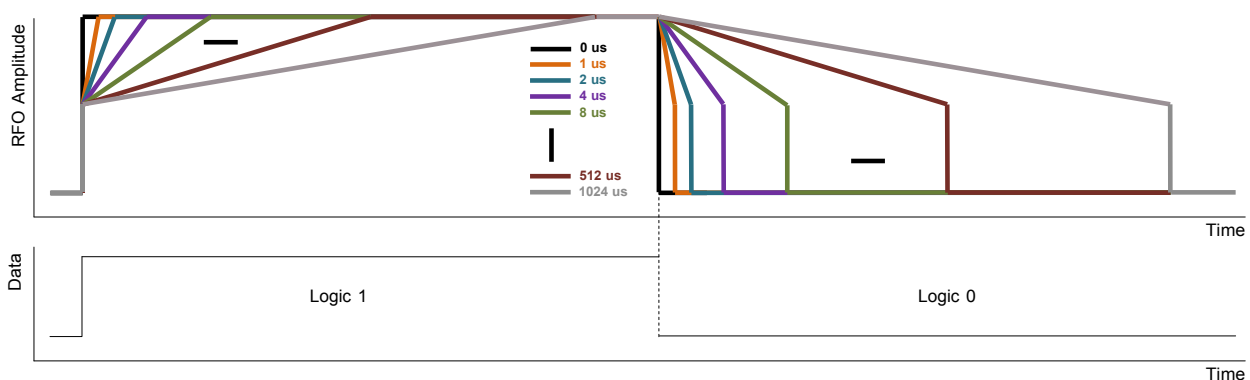 RFO Amplitude
0 us
1 us
2 us
4 us
8 us
512 us
1024 us
Time
Data
Logic 1
Logic 0
Time